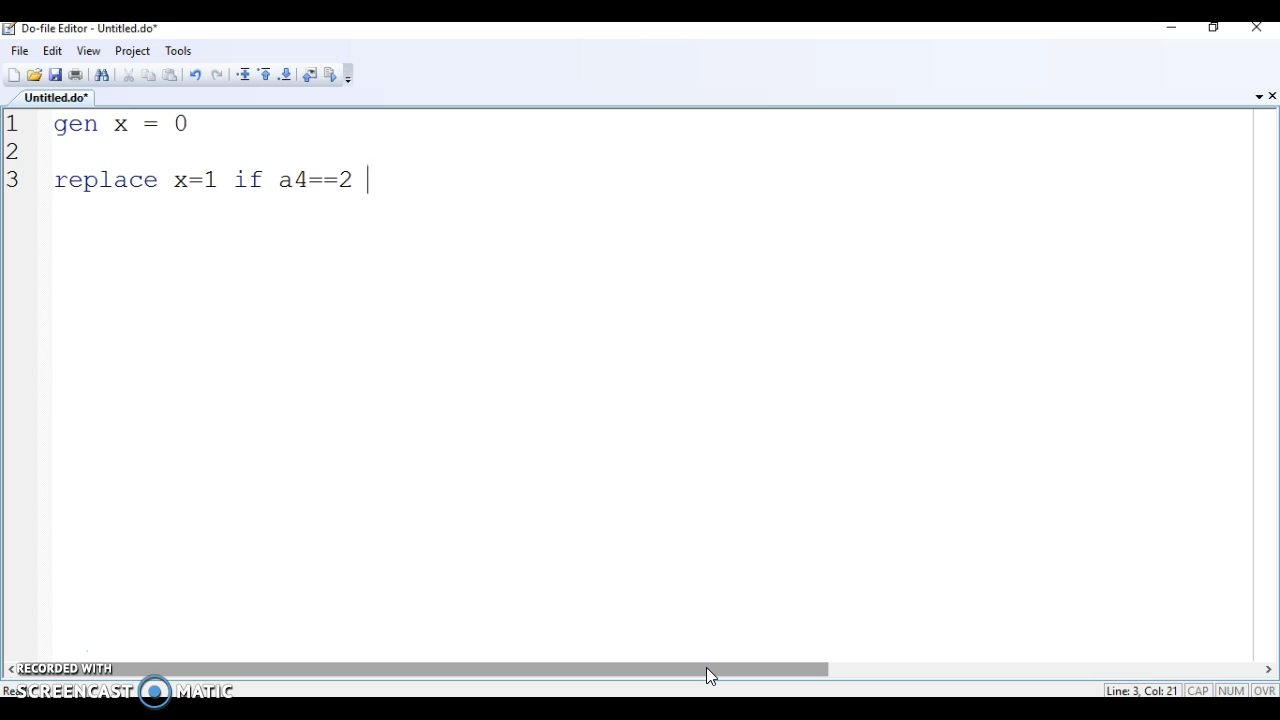 Do-file Editor - Untitled.do*
File Edit View Project Tools
Untitled.do*
1 gen x = 0
2
3 replace x=1 if a4==2
RECORDED WITH
SCREENCAST MATIC
Line: 3, Col: 21 CAP NUM OVR